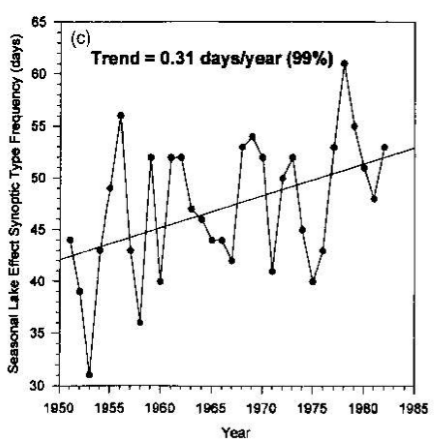 (c)
Trend = 0.31 days/year (99%)
Seasonal Lake Effect Synoptic Type Frequency (days)
65
60
55
50
45
40
35
30
1950 1955 1960 1965 1970 1975 1980 1985
Year